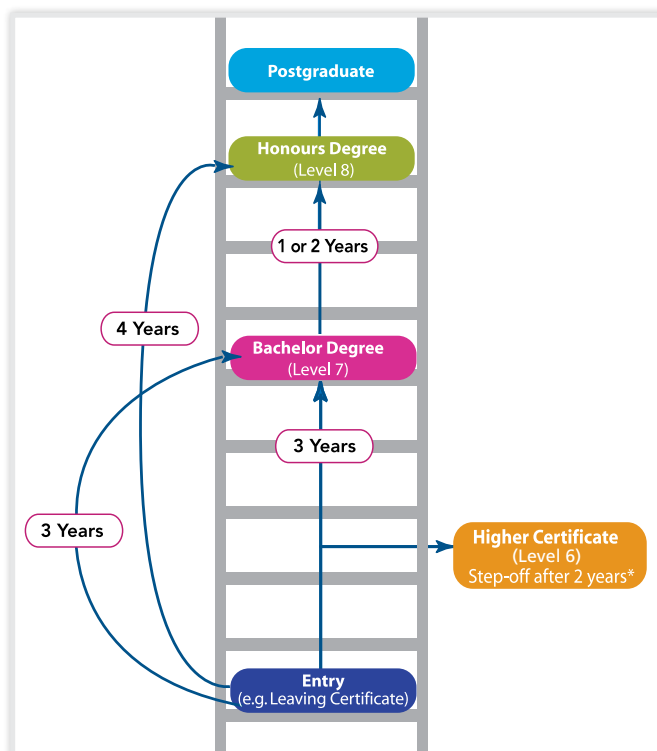 Postgraduate
Honours Degree
(Level 8)
1 or 2 Years
4 Years
Bachelor Degree
(Level 7)
3 Years
3 Years
Higher Certificate
(Level 6)
Step-off after 2 years*
Entry
(e.g. Leaving Certificate)